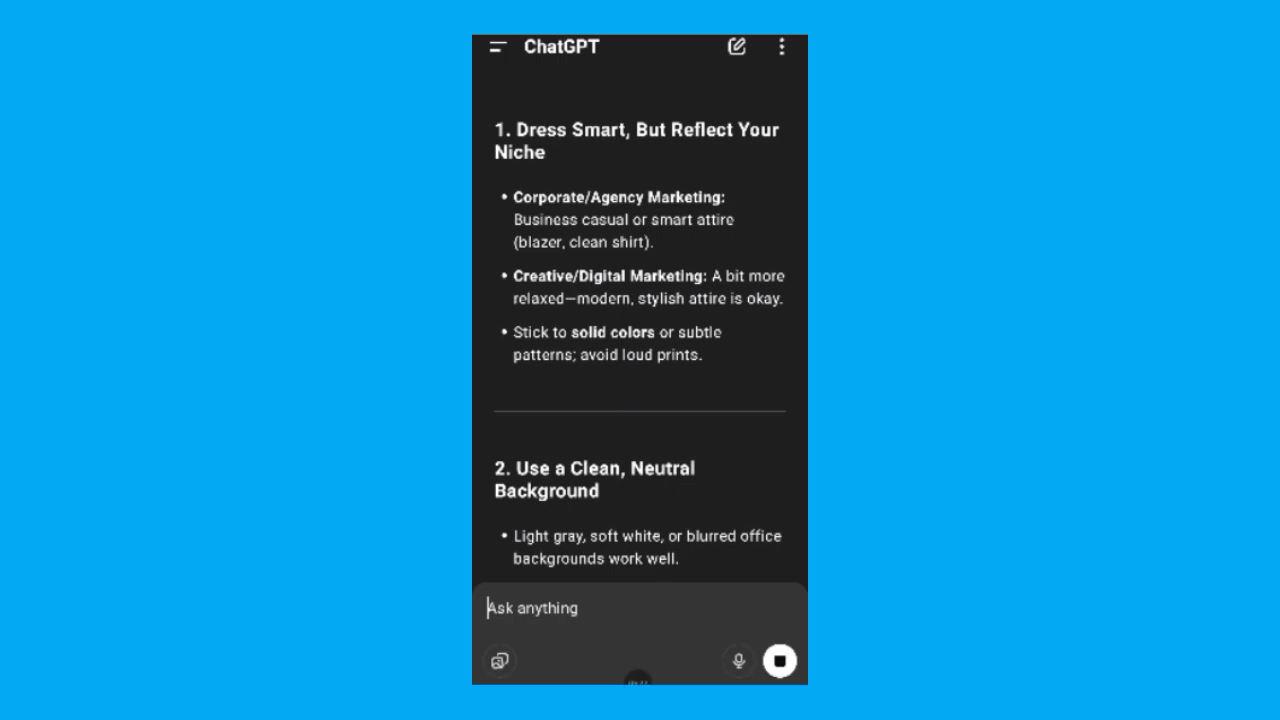 ChatGPT
1. Dress Smart, But Reflect Your
Niche
• Corporate/Agency Marketing:
Business casual or smart attire
(blazer, clean shirt).
• Creative/Digital Marketing: A bit more
relaxed—modern, stylish attire is okay.
• Stick to solid colors or subtle
patterns; avoid loud prints.
2. Use a Clean, Neutral
Background
• Light gray, soft white, or blurred office
backgrounds work well.
Ask anything